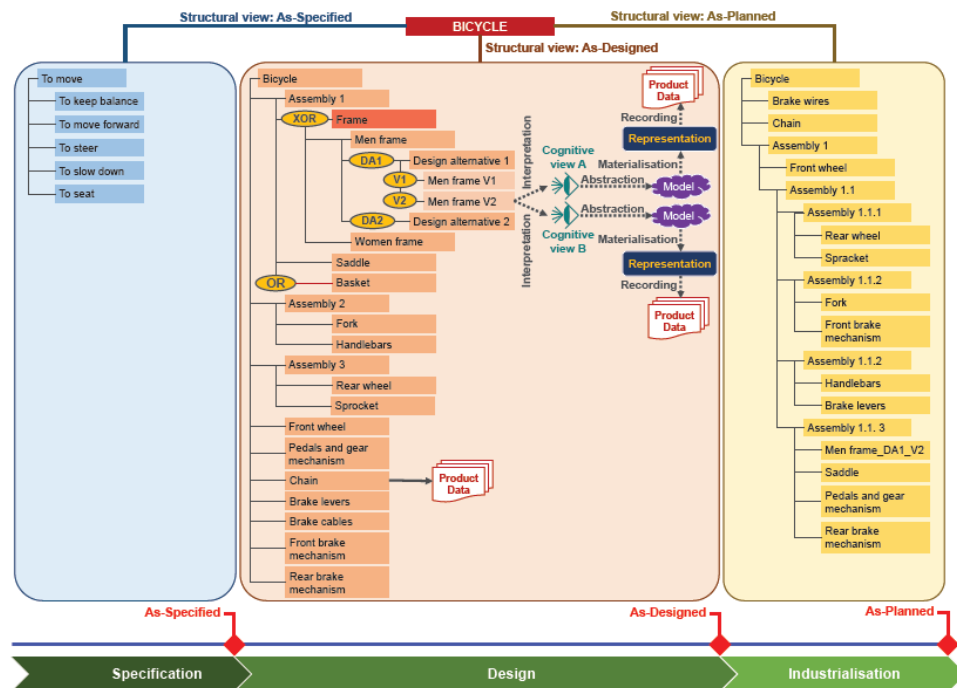 Structural view: As-Specified
BICYCLE
Structural view: As-Planned
Structural view: As-Designed
To move
To keep balance
To move forward
To steer
To slow down
To seat
Bicycle
Assembly 1
XOR
Frame
Men frame
DA1
Design alternative 1
V1
Men frame V1
V2
Men frame V2
DA2
Design alternative 2
Women frame
Saddle
OR
Basket
Assembly 2
Fork
Handlebars
Assembly 3
Rear wheel
Sprocket
Front wheel
Pedals and gear
mechanism
Chain
Brake levers
Brake cables
Front brake
mechanism
Rear brake
mechanism
Product
Data
Interpretation
Interpretation
Cognitive
view A
Abstraction
Model
Materialisation
Representation
Recording
Product
Data
Cognitive
view B
Abstraction
Model
Materialisation
Representation
Recording
Product
Data
Bicycle
Brake wires
Chain
Assembly 1
Front wheel
Assembly 1.1
Assembly 1.1.1
Rear wheel
Spracket
Assembly 1.1.2
Fork
Front brake
mechanism
Assembly 1.1.2
Handlebars
Brake levers
Assembly 1.1. 3
Men frame_DA1_V2
Saddle
Pedals and gear
mechanism
Rear brake
mechanism
As-Specified
As-Designed
As-Planned
Specification
Design
Industrialisation